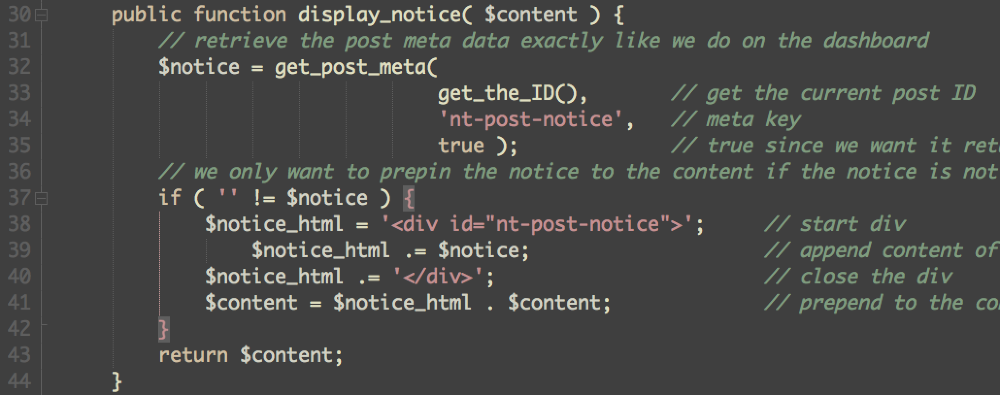 30 public function display_notice( $content ) {
31 // retrieve the post meta data exactly like we do on the dashboard
32 $notice = get_post_meta(
33 get_the_ID(), // get the current post ID
34 'nt-post-notice', // meta key
35 true ); // true since we want it
36 // we only want to prepin the notice to the content if the notice is not
37 if ( '' != $notice ) {
38 $notice_html = '<div id="nt-post-notice">'; // start div
39 $notice_html .= $notice; // append content of
40 $notice_html .= '</div>'; // close the div
41 $content = $notice_html . $content; // prepend to the
42 }
43 return $content;
44 }